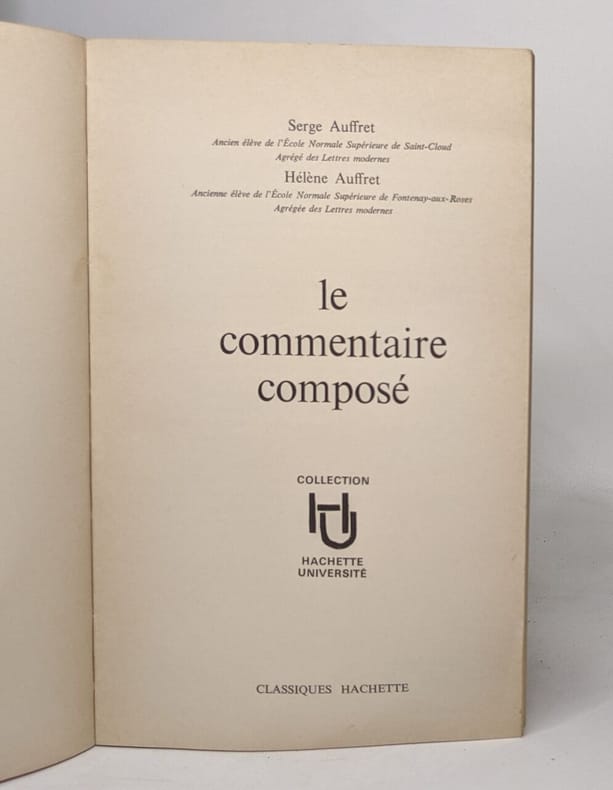 Serge Auffret
Ancien élève de l'École Normale Supérieure de Saint-Cloud
Agrégé des Lettres modernes
Hélène Auffret
Ancienne élève de l'École Normale Supérieure de Fontenay-aux-Roses
Agrégée des Lettres modernes
le
commentaire
composé
COLLECTION
HU
HACHETTE
UNIVERSITÉ
CLASSIQUES HACHETTE